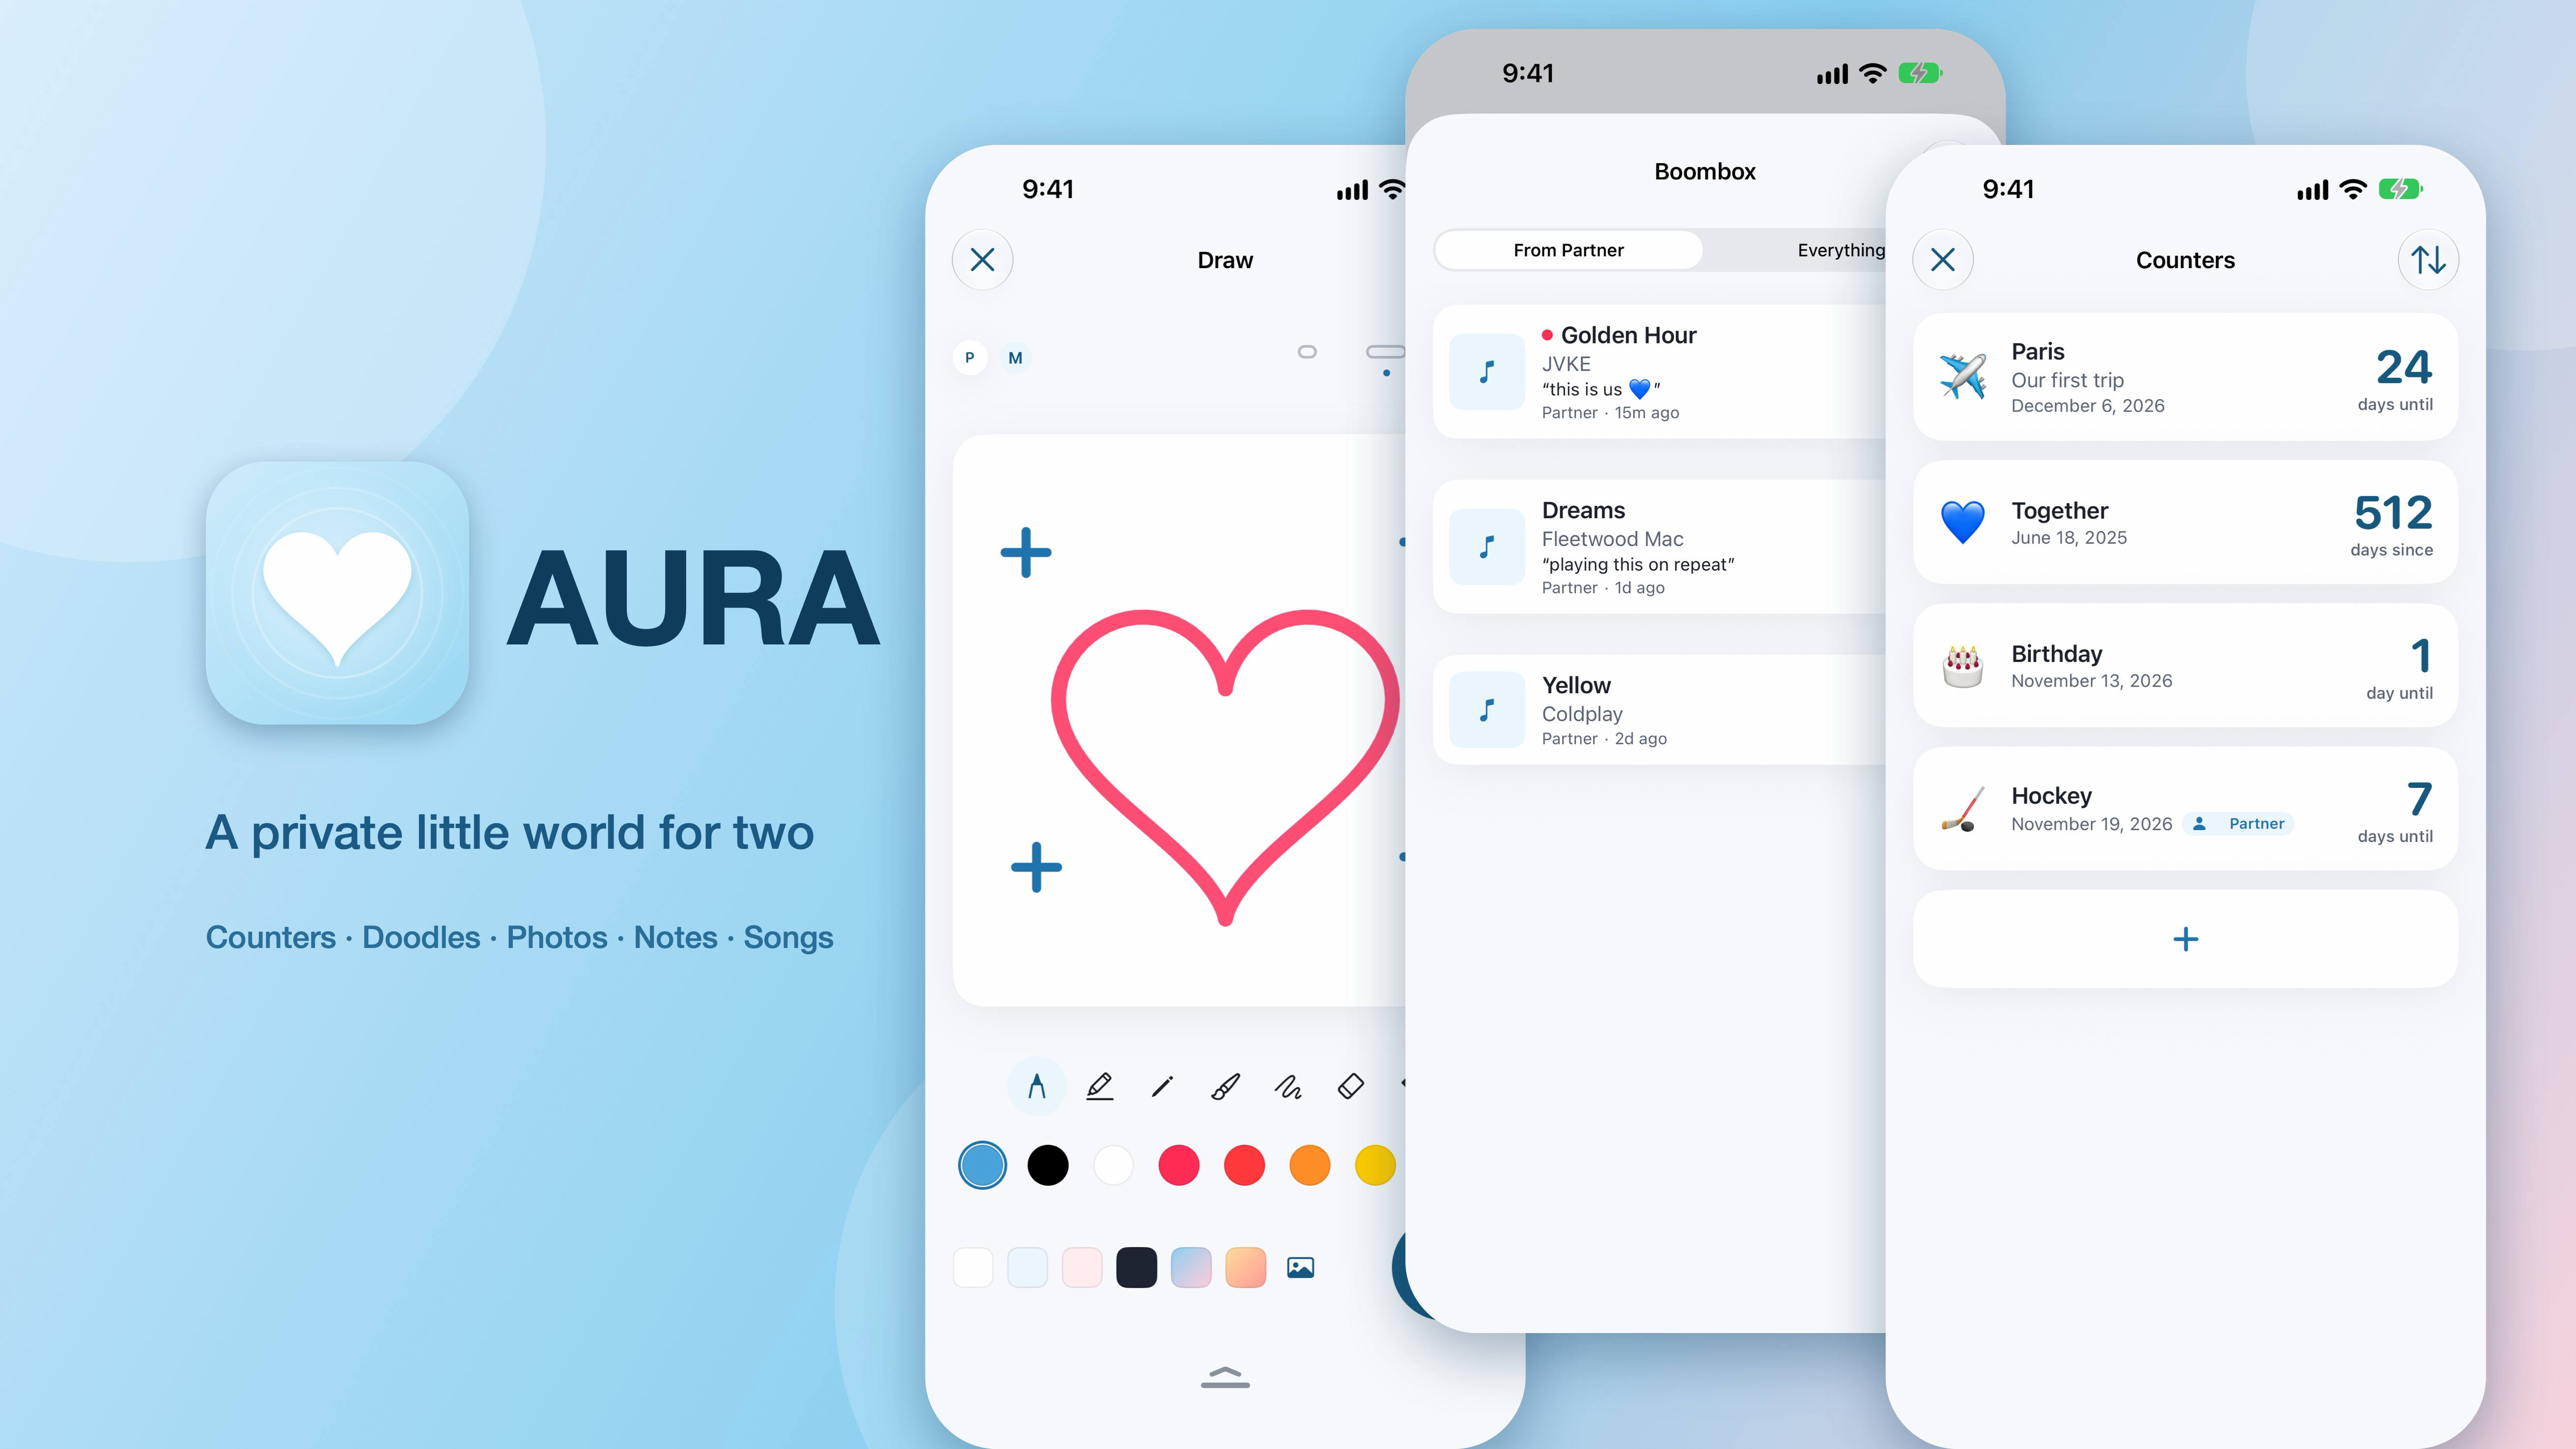 AURA
A private little world for two
Counters · Doodles · Photos · Notes · Songs
9:41
Draw
P
M
9:41
Boombox
From Partner
Everything
Golden Hour
JVKE
“this is us 💙”
Partner · 15m ago
Dreams
Fleetwood Mac
“playing this on repeat”
Partner · 1d ago
Yellow
Coldplay
Partner · 2d ago
9:41
Counters
Paris
Our first trip
December 6, 2026
24
days until
Together
June 18, 2025
512
days since
Birthday
November 13, 2026
1
day until
Hockey
November 19, 2026
Partner
7
days until